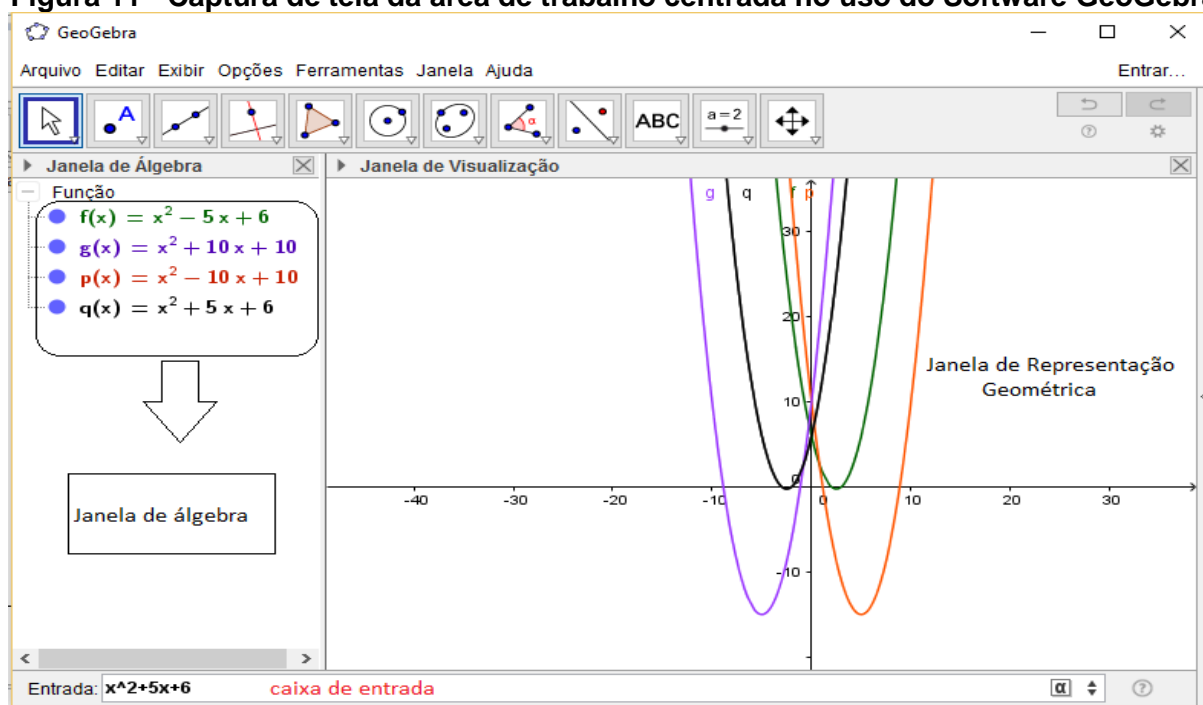 Figura 11 - Captura de tela da área de trabalho centrada no uso do Software GeoGebra
GeoGebra
Arquivo Editar Exibir Opções Ferramentas Janela Ajuda Entrar...
A α ABC a=2
Janela de Álgebra
Janela de Visualização
Função
f(x) = x² − 5 x + 6
g(x) = x² + 10 x + 10
p(x) = x² − 10 x + 10
q(x) = x² + 5 x + 6
Janela de álgebra
g q f p
30
20
10
0
-40 -30 -20 -10 0 10 20 30
-10
Janela de Representação
Geométrica
Entrada: x^2+5x+6 caixa de entrada α